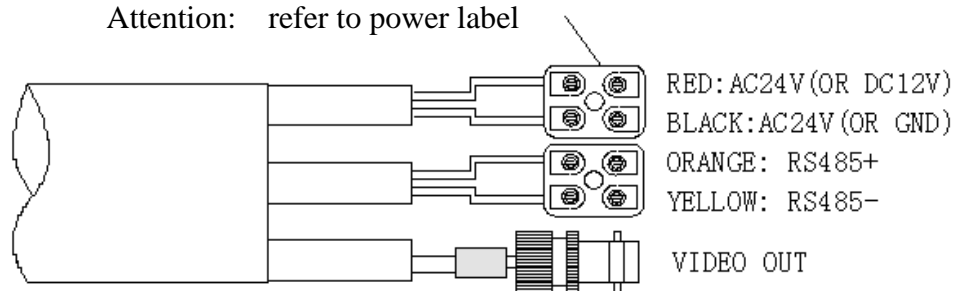 Attention: refer to power label
RED:AC24V(OR DC12V)
BLACK:AC24V(OR GND)
ORANGE: RS485+
YELLOW: RS485-
VIDEO OUT